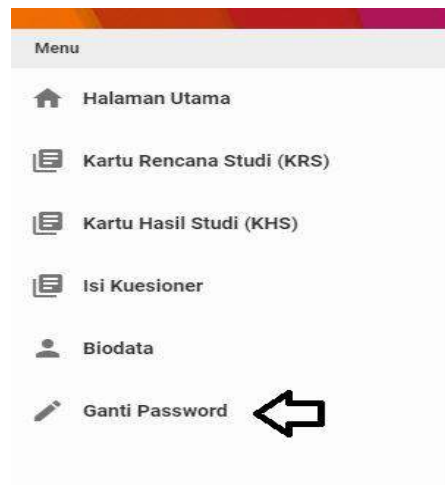 Menu
Halaman Utama
Kartu Rencana Studi (KRS)
Kartu Hasil Studi (KHS)
Isi Kuesioner
Biodata
Ganti Password